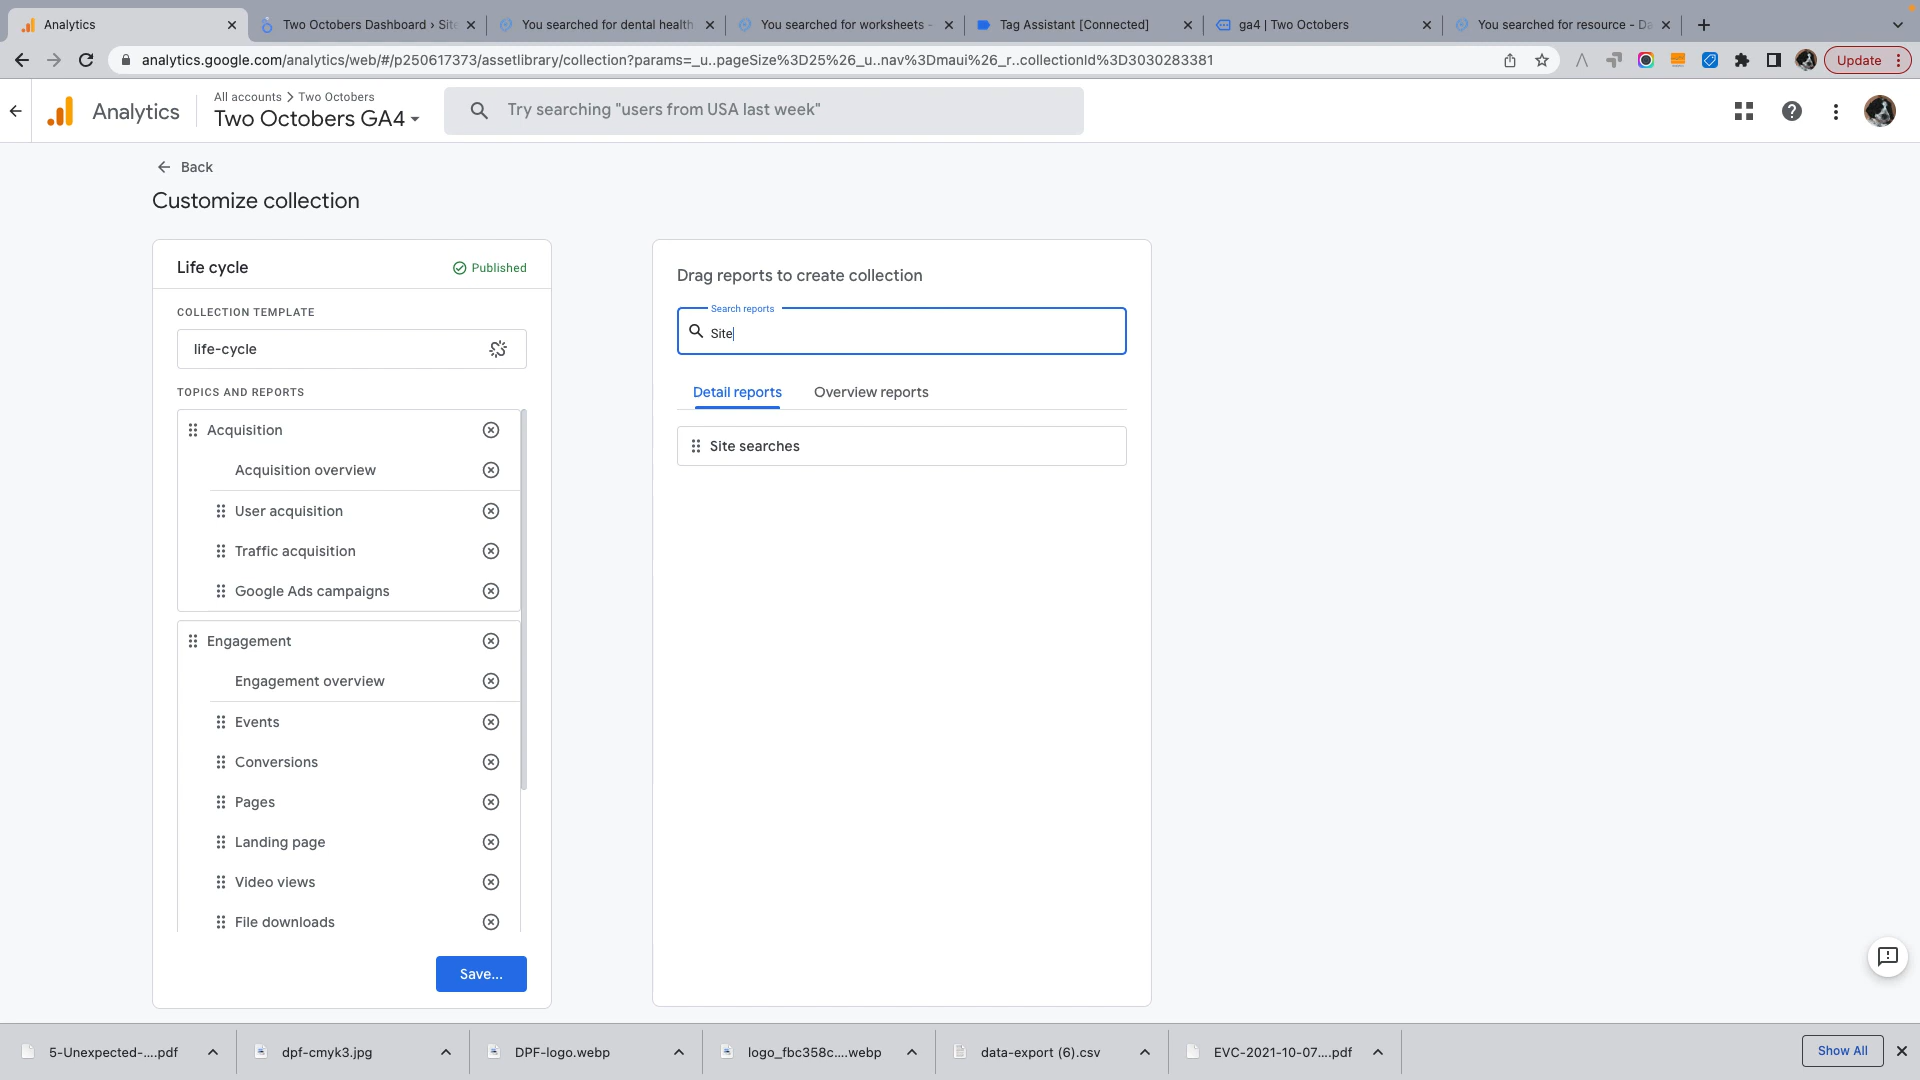 Analytics
Two Octobers Dashboard › Site
You searched for dental health
You searched for worksheets -
Tag Assistant [Connected]
ga4 | Two Octobers
You searched for resource - Da
analytics.google.com/analytics/web/#/p250617373/assetlibrary/collection?params=_u..pageSize%3D25%26_u..nav%3Dmaui%26_r..collectionId%3D3030283381
Update
Analytics
All accounts > Two Octobers
Two Octobers GA4
Try searching "users from USA last week"
Back
Customize collection
Life cycle
Published
COLLECTION TEMPLATE
life-cycle
TOPICS AND REPORTS
Acquisition
Acquisition overview
User acquisition
Traffic acquisition
Google Ads campaigns
Engagement
Engagement overview
Events
Conversions
Pages
Landing page
Video views
File downloads
Save...
Drag reports to create collection
Search reports
Site
Detail reports
Overview reports
Site searches
5-Unexpected-....pdf
dpf-cmyk3.jpg
DPF-logo.webp
logo_fbc358c....webp
data-export (6).csv
EVC-2021-10-07....pdf
Show All